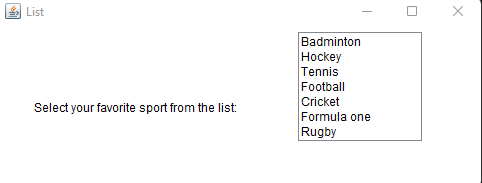 List
Badminton
Hockey
Tennis
Football
Cricket
Formula one
Rugby
Select your favorite sport from the list: